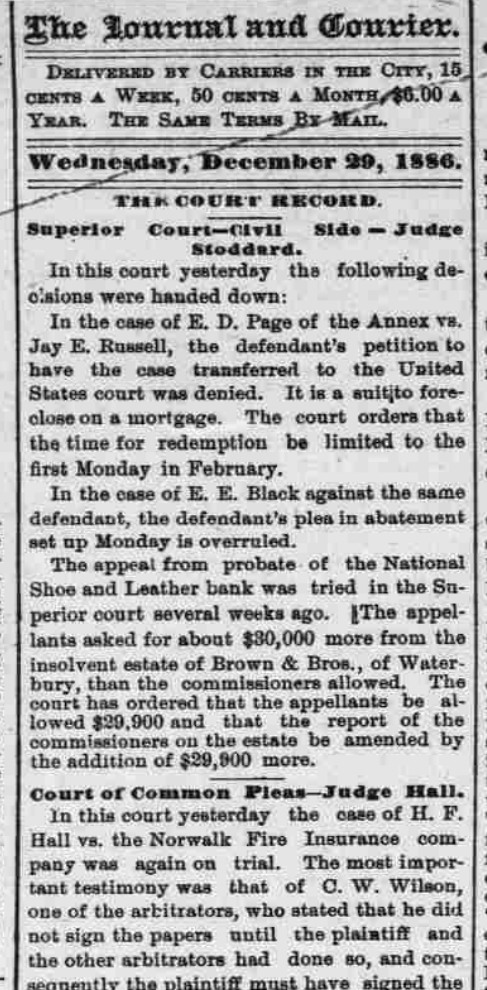 The Journal and Courier.
DELIVERED BY CARRIERS IN THE CITY, 15
CENTS A WEEK, 50 CENTS A MONTH, $6.00 A
YEAR. THE SAME TERMS BY MAIL.
Wednesday, December 29, 1886.
THE COURT RECORD.
Superior Court—Civil Side — Judge
Stoddard.
In this court yesterday the following de-
cisions were handed down:
In the case of E. D. Page of the Annex vs.
Jay E. Russell, the defendant's petition to
have the case transferred to the United
States court was denied. It is a suit to fore-
close on a mortgage. The court orders that
the time for redemption be limited to the
first Monday in February.
In the case of E. E. Black against the same
defendant, the defendant's plea in abatement
set up Monday is overruled.
The appeal from probate of the National
Shoe and Leather bank was tried in the Su-
perior court several weeks ago. The appel-
lants asked for about $30,000 more from the
insolvent estate of Brown & Bros., of Water-
bury, than the commissioners allowed. The
court has ordered that the appellants be al-
lowed $29,900 and that the report of the
commissioners on the estate be amended by
the addition of $29,900 more.
Court of Common Pleas—Judge Hall.
In this court yesterday the case of H. F.
Hall vs. the Norwalk Fire Insurance com-
pany was again on trial. The most impor-
tant testimony was that of C. W. Wilson,
one of the arbitrators, who stated that he did
not sign the papers until the plaintiff and
the other arbitrators had done so, and con-
sequently the plaintiff must have signed the